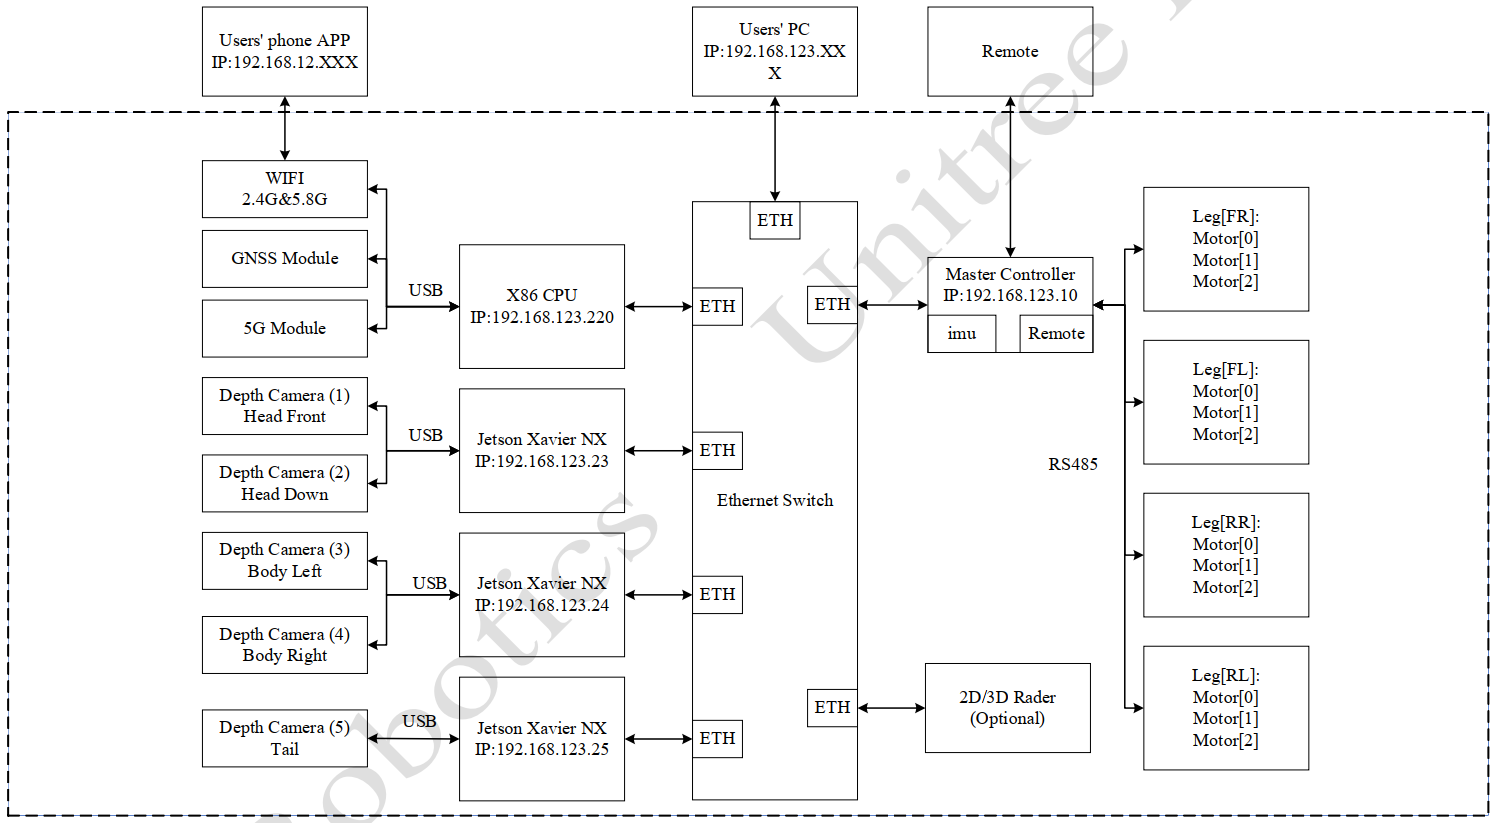 Users' phone APP
IP:192.168.12.XXX
Users' PC
IP:192.168.123.XX
X
Remote
WIFI
2.4G&5.8G
GNSS Module
5G Module
USB
X86 CPU
IP:192.168.123.220
Depth Camera (1)
Head Front
Depth Camera (2)
Head Down
USB
Jetson Xavier NX
IP:192.168.123.23
Depth Camera (3)
Body Left
Depth Camera (4)
Body Right
USB
Jetson Xavier NX
IP:192.168.123.24
Depth Camera (5)
Tail
USB
Jetson Xavier NX
IP:192.168.123.25
ETH
ETH
ETH
ETH
ETH
ETH
ETH
Ethernet Switch
Master Controller
IP:192.168.123.10
imu
Remote
2D/3D Rader
(Optional)
RS485
Leg[FR]:
Motor[0]
Motor[1]
Motor[2]
Leg[FL]:
Motor[0]
Motor[1]
Motor[2]
Leg[RR]:
Motor[0]
Motor[1]
Motor[2]
Leg[RL]:
Motor[0]
Motor[1]
Motor[2]
Unitree
obotics